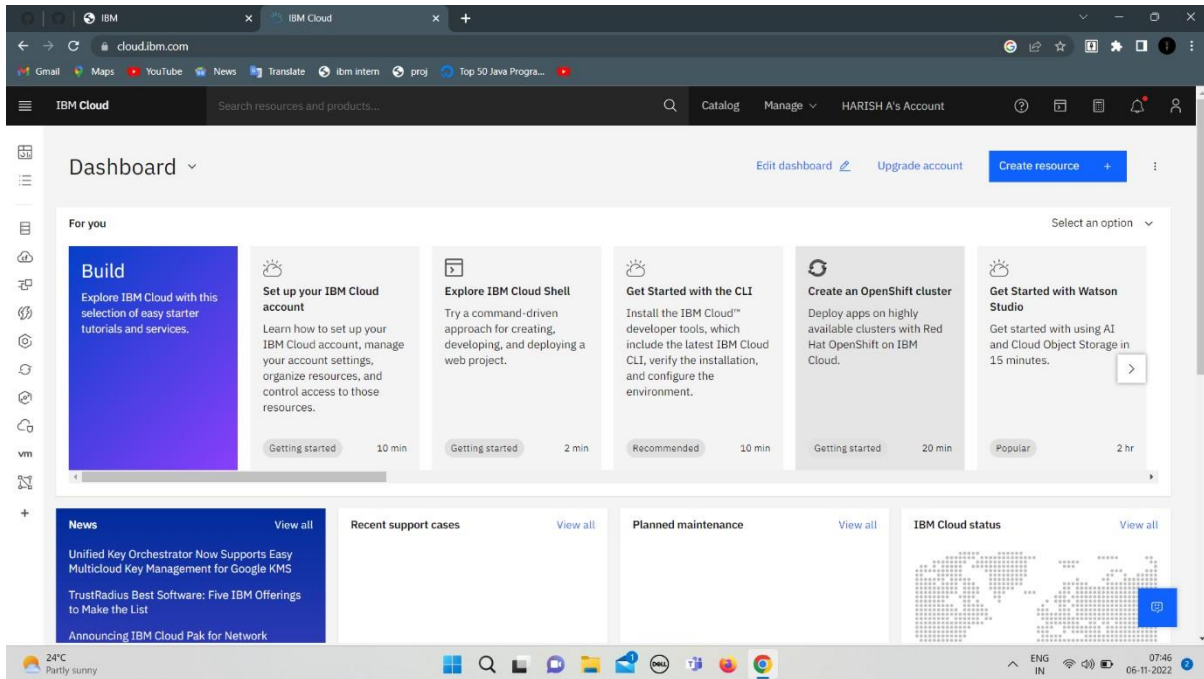 IBM
IBM Cloud
cloud.ibm.com
Gmail Maps YouTube News Translate ibm intern proj Top 50 Java Progra...
IBM Cloud Search resources and products... Catalog Manage HARISH A's Account
Dashboard Edit dashboard Upgrade account Create resource +
For you Select an option
Build
Explore IBM Cloud with this
selection of easy starter
tutorials and services.
Set up your IBM Cloud
account
Learn how to set up your
IBM Cloud account, manage
your account settings,
organize resources, and
control access to those
resources.
Getting started 10 min
Explore IBM Cloud Shell
Try a command-driven
approach for creating,
developing, and deploying a
web project.
Getting started 2 min
Get Started with the CLI
Install the IBM Cloud™
developer tools, which
include the latest IBM Cloud
CLI, verify the installation,
and configure the
environment.
Recommended 10 min
Create an OpenShift cluster
Deploy apps on highly
available clusters with Red
Hat OpenShift on IBM
Cloud.
Getting started 20 min
Get Started with Watson
Studio
Get started with using AI
and Cloud Object Storage in
15 minutes.
Popular 2 hr
vm
News View all
Unified Key Orchestrator Now Supports Easy
Multicloud Key Management for Google KMS
TrustRadius Best Software: Five IBM Offerings
to Make the List
Announcing IBM Cloud Pak for Network
Recent support cases View all
Planned maintenance View all
IBM Cloud status View all
24°C
Partly sunny
DELL
ENG
IN
07:46
06-11-2022
2